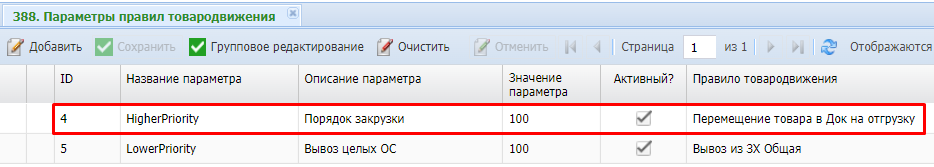 388. Параметры правил товародвижения
Добавить Сохранить Групповое редактирование Очистить Отменить Страница 1 из 1 Отображаются
ID Название параметра Описание параметра Значение параметра Активный? Правило товародвижения
4 HigherPriority Порядок закрузки 100 Перемещение товара в Док на отгрузку
5 LowerPriority Вывоз целых ОС 100 Вывоз из ЗХ Общая